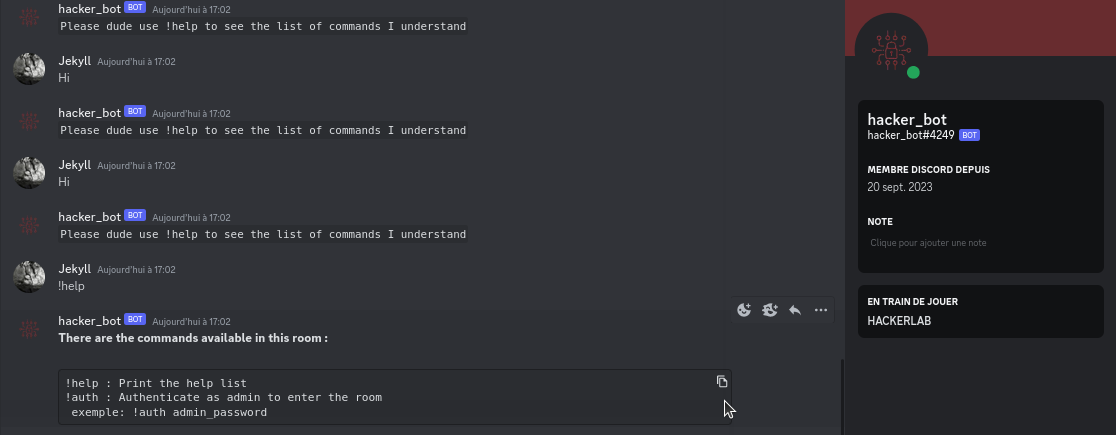 hacker_bot BOT Aujourd'hui à 17:02
Please dude use !help to see the list of commands I understand
Jekyll Aujourd'hui à 17:02
Hi
hacker_bot BOT Aujourd'hui à 17:02
Please dude use !help to see the list of commands I understand
Jekyll Aujourd'hui à 17:02
Hi
hacker_bot BOT Aujourd'hui à 17:02
Please dude use !help to see the list of commands I understand
Jekyll Aujourd'hui à 17:02
!help
hacker_bot BOT Aujourd'hui à 17:02
There are the commands available in this room :
!help : Print the help list
!auth : Authenticate as admin to enter the room
exemple: !auth admin_password
hacker_bot
hacker_bot#4249 BOT
MEMBRE DISCORD DEPUIS
20 sept. 2023
NOTE
Clique pour ajouter une note
EN TRAIN DE JOUER
HACKERLAB